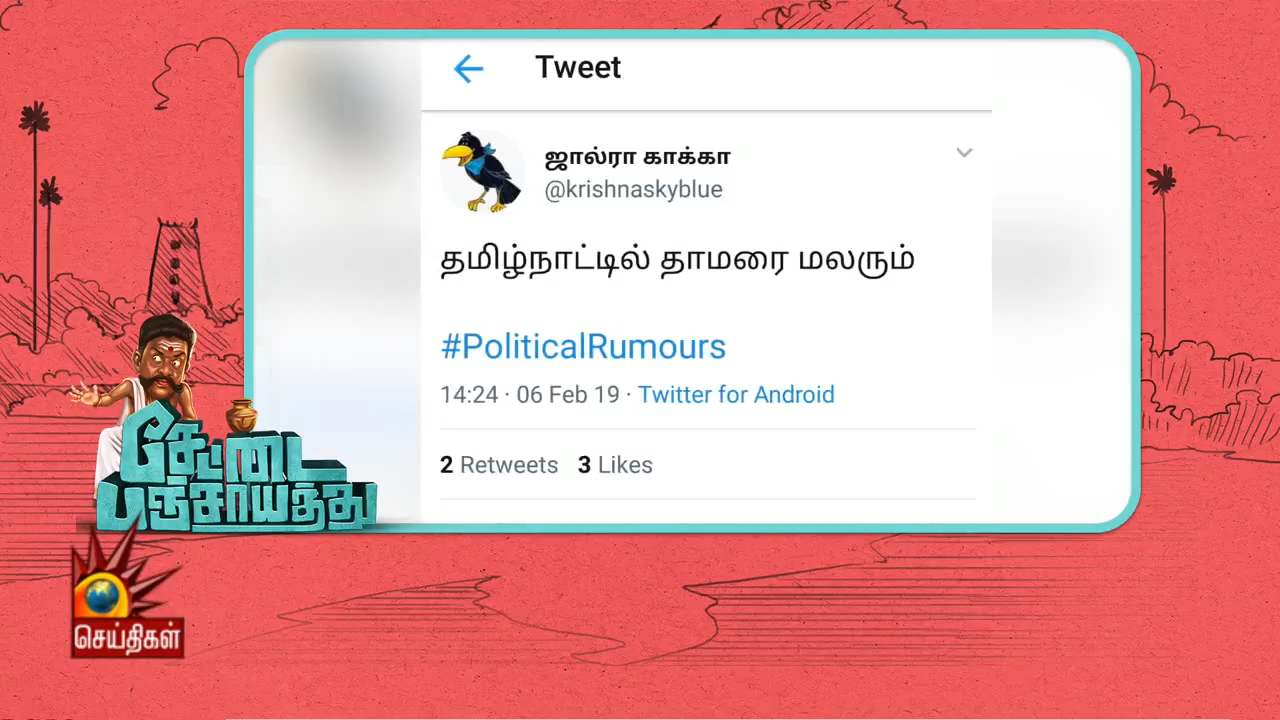 Tweet
ஜால்ரா காக்கா
@krishnaskyblue
தமிழ்நாட்டில் தாமரை மலரும்
#PoliticalRumours
14:24 · 06 Feb 19 · Twitter for Android
2 Retweets 3 Likes
சேட்டை
பஞ்சாயத்து
செய்திகள்